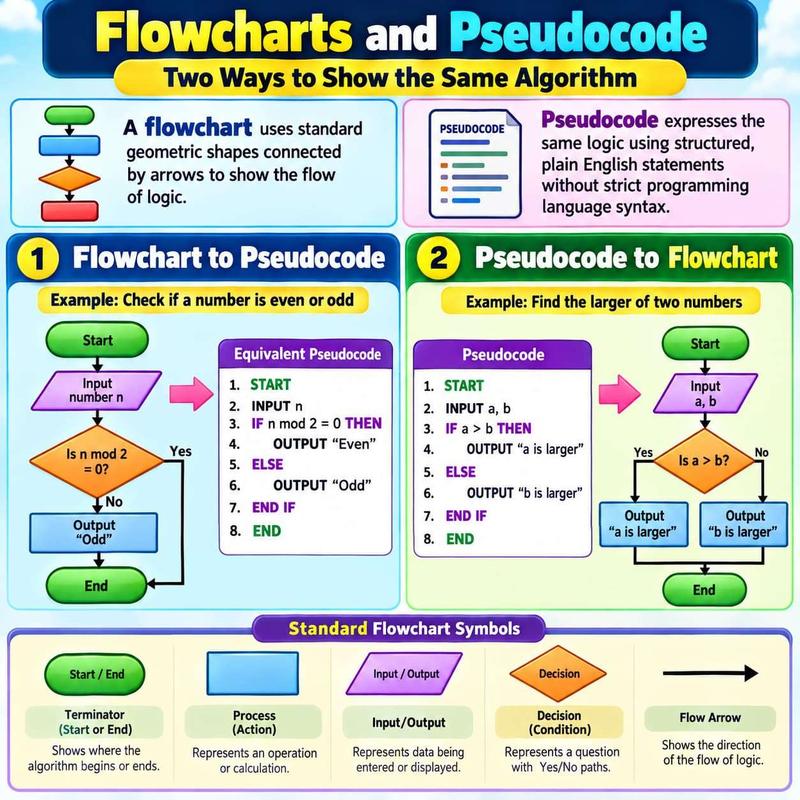 Flowcharts and Pseudocode
Two Ways to Show the Same Algorithm
A flowchart uses standard
geometric shapes connected
by arrows to show the flow
of logic.
PSEUDOCODE
Pseudocode expresses the
same logic using structured,
plain English statements
without strict programming
language syntax.
1 Flowchart to Pseudocode
Example: Check if a number is even or odd
Start
Input
number n
Is n mod 2
= 0?
Yes
No
Output
“Odd”
End
Equivalent Pseudocode
1. START
2. INPUT n
3. IF n mod 2 = 0 THEN
4. OUTPUT “Even”
5. ELSE
6. OUTPUT “Odd”
7. END IF
8. END
2 Pseudocode to Flowchart
Example: Find the larger of two numbers
Pseudocode
1. START
2. INPUT a, b
3. IF a > b THEN
4. OUTPUT “a is larger”
5. ELSE
6. OUTPUT “b is larger”
7. END IF
8. END
Start
Input
a, b
Is a > b?
Yes
No
Output
“a is larger”
Output
“b is larger”
End
Standard Flowchart Symbols
Start / End
Terminator
(Start or End)
Shows where the
algorithm begins or ends.
Process
(Action)
Represents an operation
or calculation.
Input / Output
Input/Output
Represents data being
entered or displayed.
Decision
Decision
(Condition)
Represents a question
with Yes/No paths.
Flow Arrow
Shows the direction
of the flow of logic.